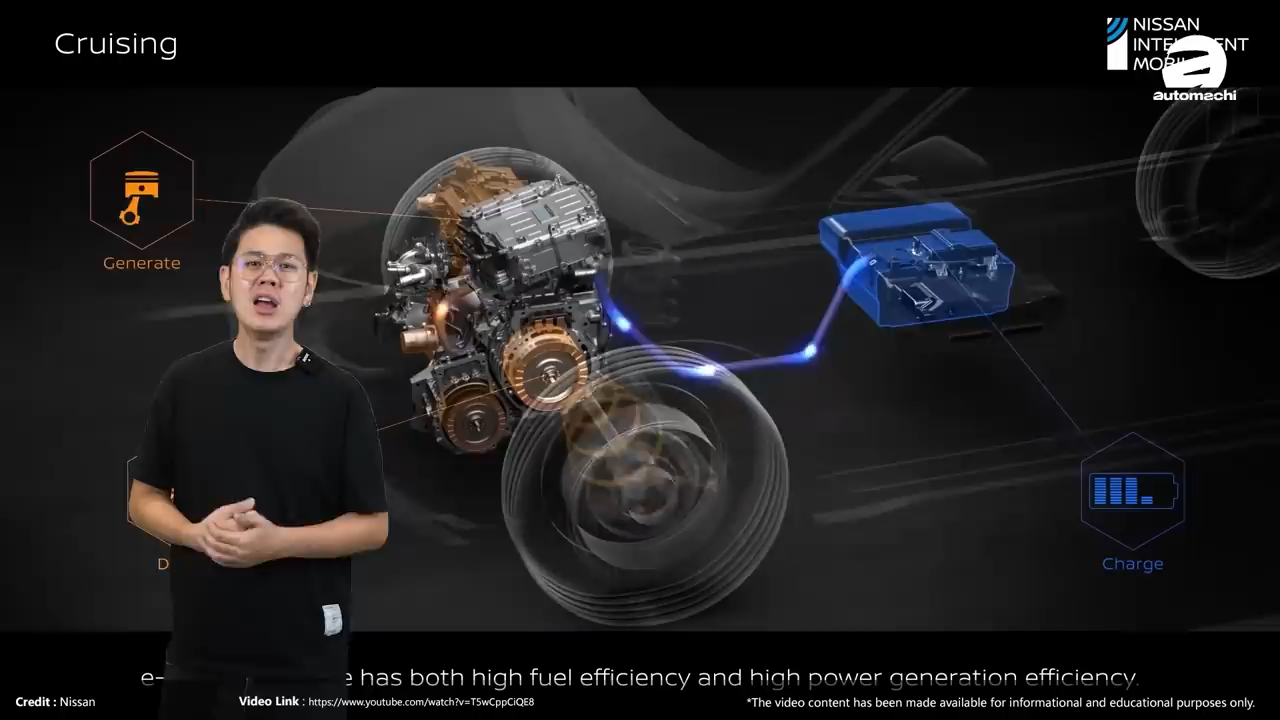 Cruising
NISSAN
MOBI
automachi
Generate
D
Charge
e- e has both high fuel efficiency and high power generation efficiency.
Credit : Nissan
Video Link : https://www.youtube.com/watch?v=T5wCppCiQE8
*The video content has been made available for informational and educational purposes only.